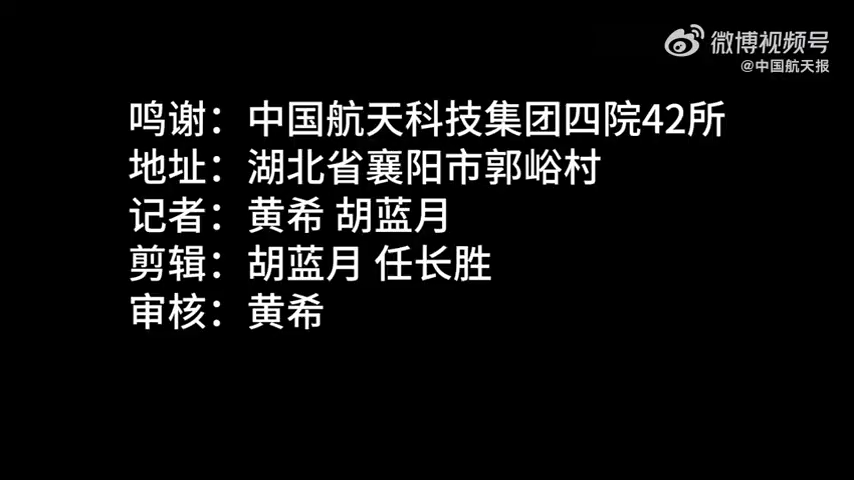 微博视频号
@中国航天报
鸣谢：中国航天科技集团四院42所
地址：湖北省襄阳市郭峪村
记者：黄希 胡蓝月
剪辑：胡蓝月 任长胜
审核：黄希